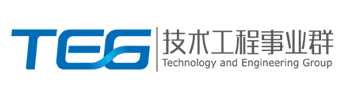 TEG
技术工程事业群
Technology and Engineering Group